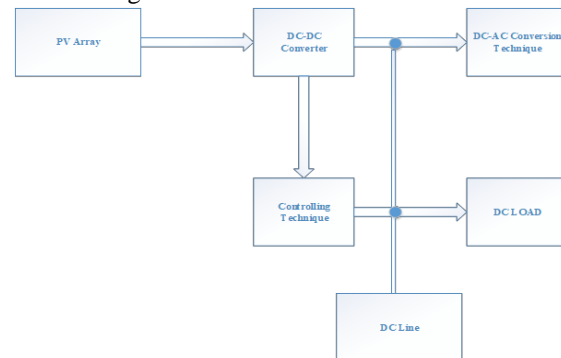 PV Array
DC-DC
Converter
DC-AC Conversion
Technique
Controlling
Technique
DC LOAD
DC Line